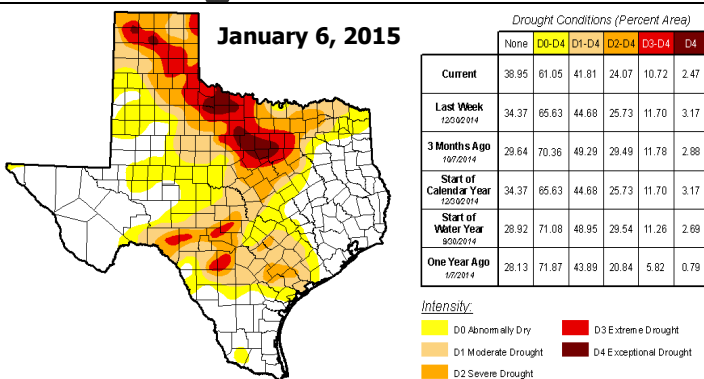 January 6, 2015
Drought Conditions (Percent Area)
None D0-D4 D1-D4 D2-D4 D3-D4 D4
Current 38.95 61.05 41.81 24.07 10.72 2.47
Last Week
12/30/2014 34.37 65.63 44.68 25.73 11.70 3.17
3 Months Ago
10/7/2014 29.64 70.36 49.29 29.49 11.78 2.88
Start of
Calendar Year
12/30/2014 34.37 65.63 44.68 25.73 11.70 3.17
Start of
Water Year
9/30/2014 28.92 71.08 48.95 29.54 11.26 2.69
One Year Ago
1/7/2014 28.13 71.87 43.89 20.84 5.82 0.79
Intensity:
D0 Abnormally Dry D3 Extreme Drought
D1 Moderate Drought D4 Exceptional Drought
D2 Severe Drought